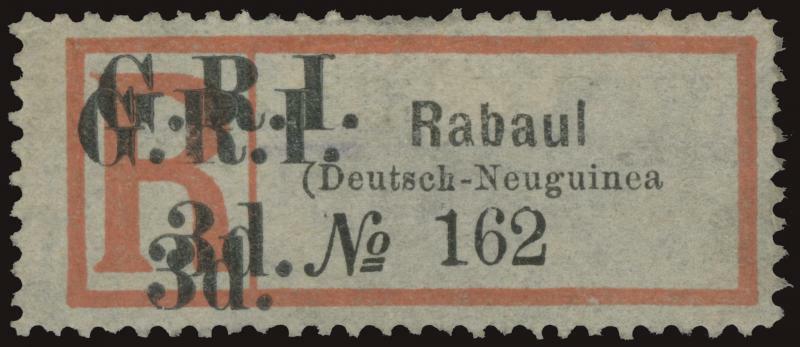 R
G.R.I.
G.R.I.
3d.
3d.
Rabaul
(Deutsch-Neuguinea
No 162